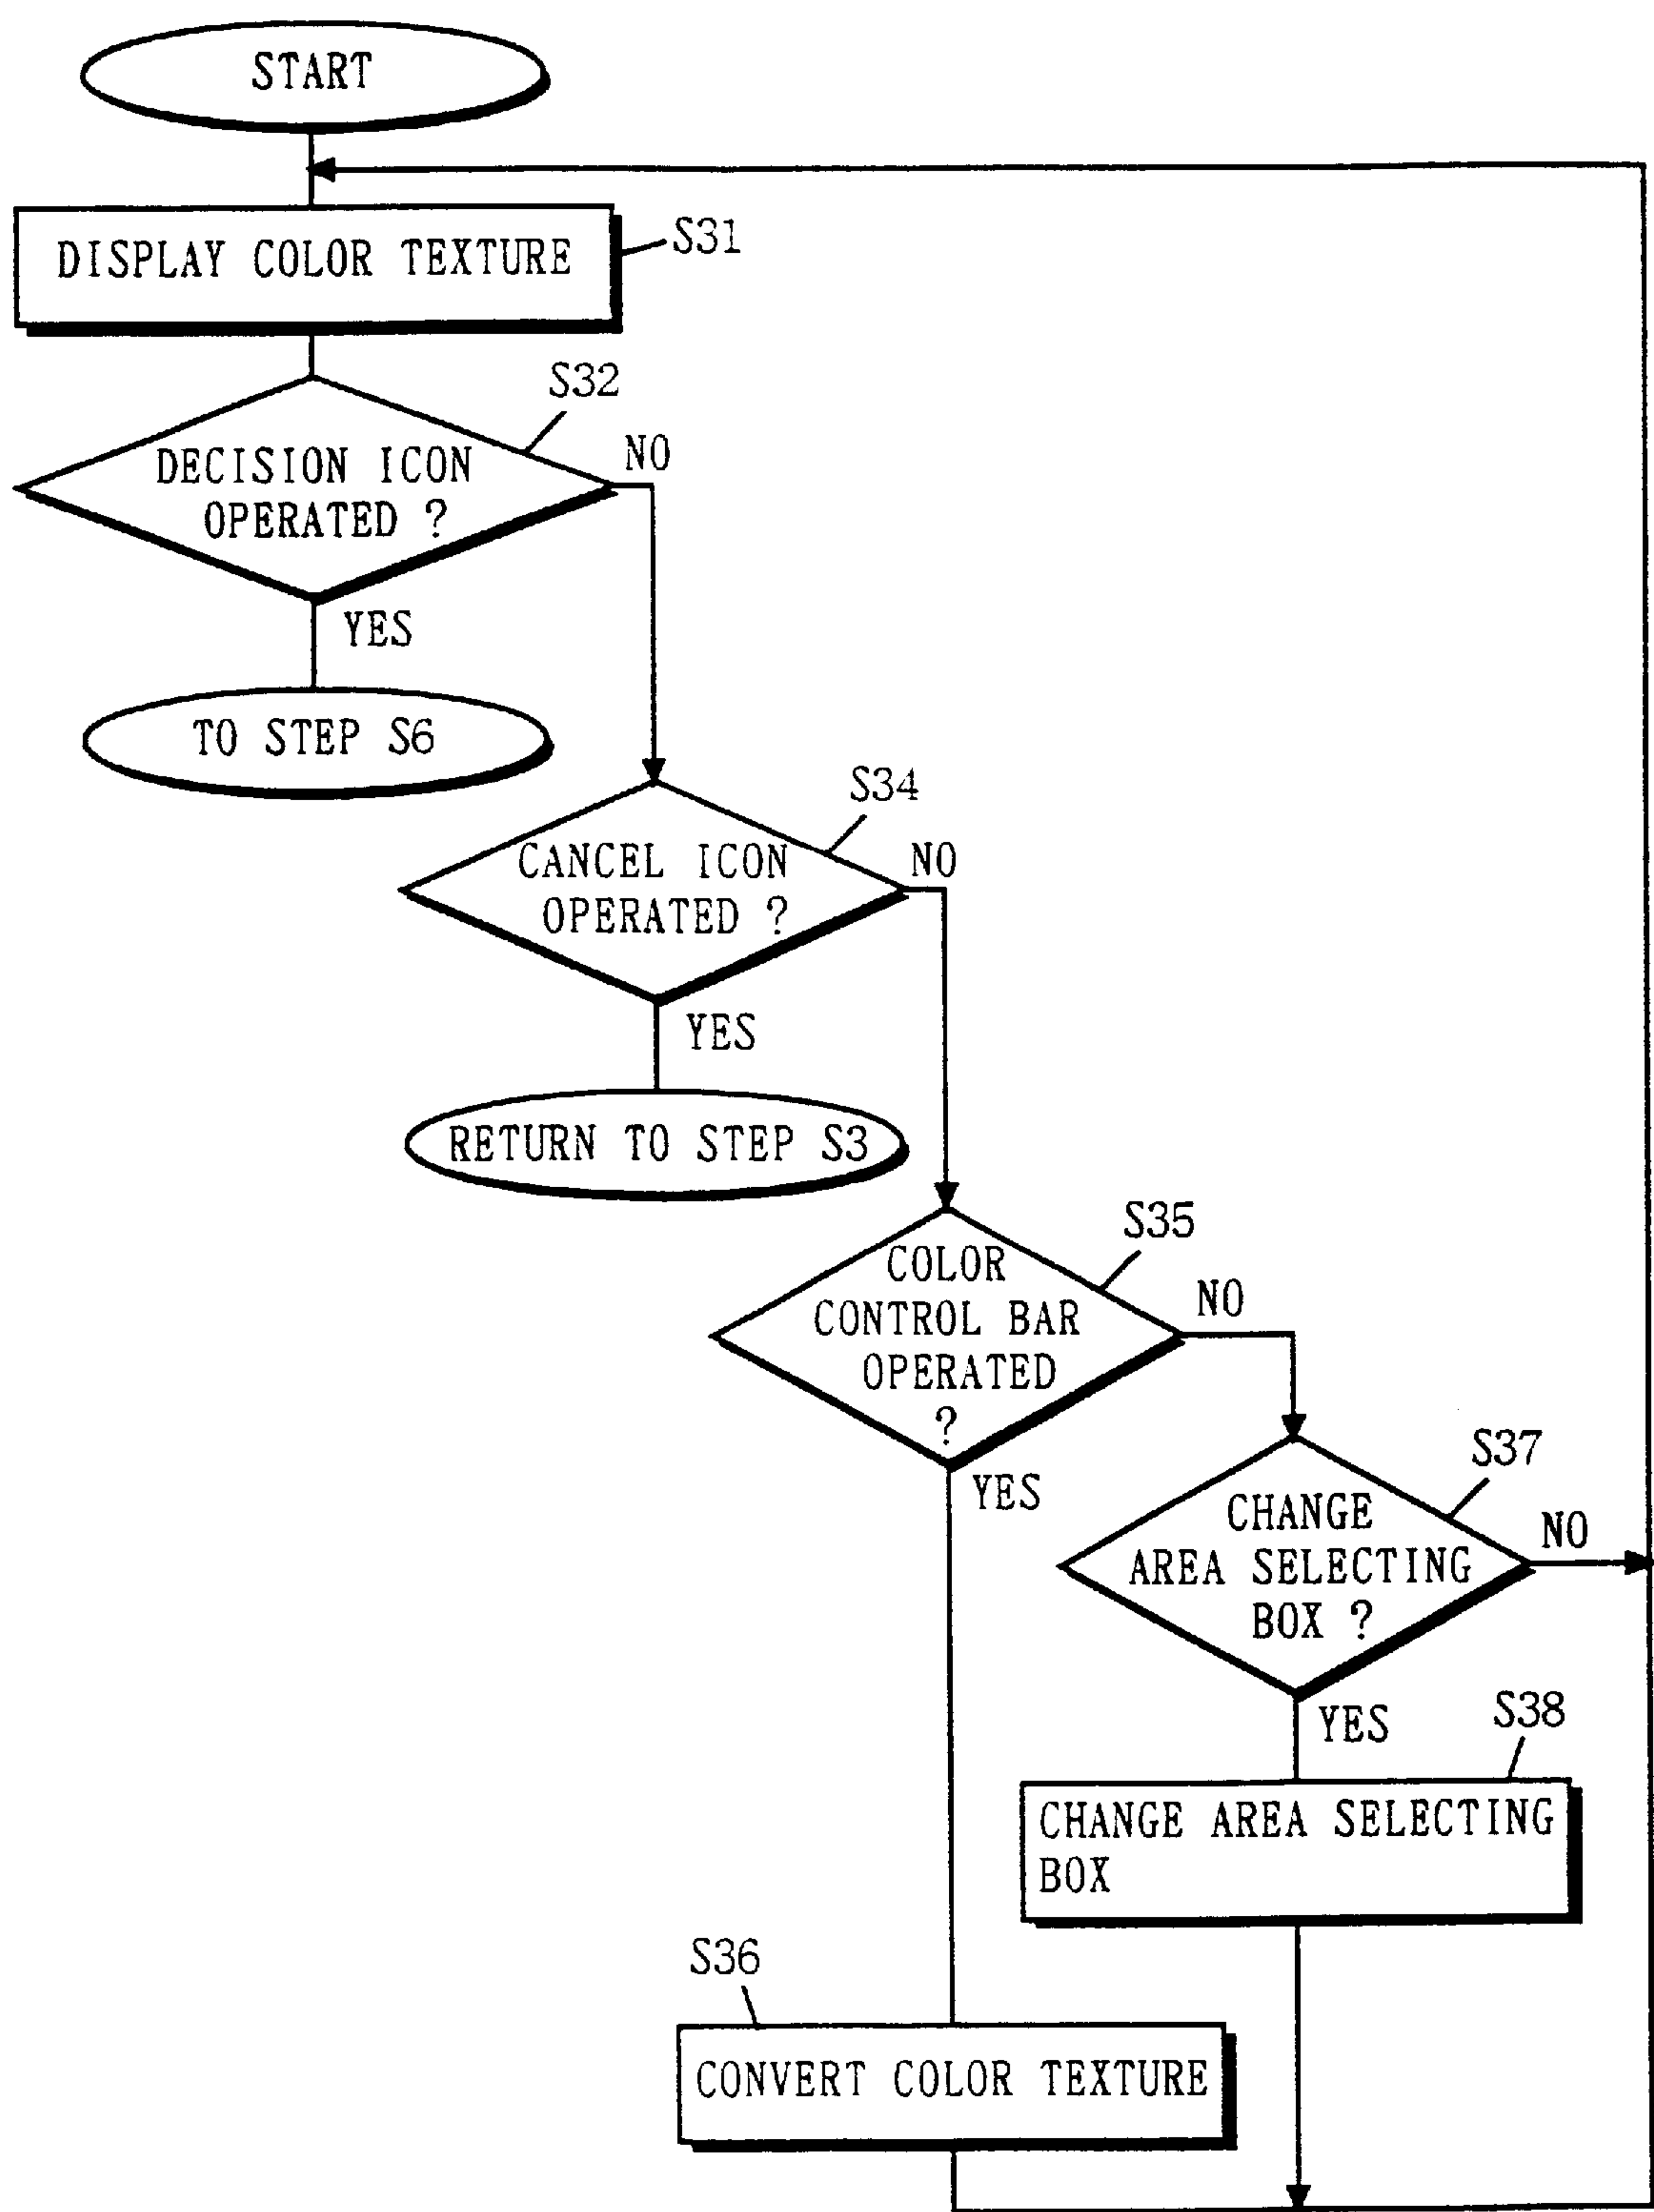 START
DISPLAY COLOR TEXTURE
S31
S32
DECISION ICON
OPERATED ?
NO
YES
TO STEP S6
S34
CANCEL ICON
OPERATED ?
NO
YES
RETURN TO STEP S3
S35
COLOR
CONTROL BAR
OPERATED
?
NO
YES
S37
CHANGE
AREA SELECTING
BOX ?
NO
YES
S38
CHANGE AREA SELECTING
BOX
S36
CONVERT COLOR TEXTURE